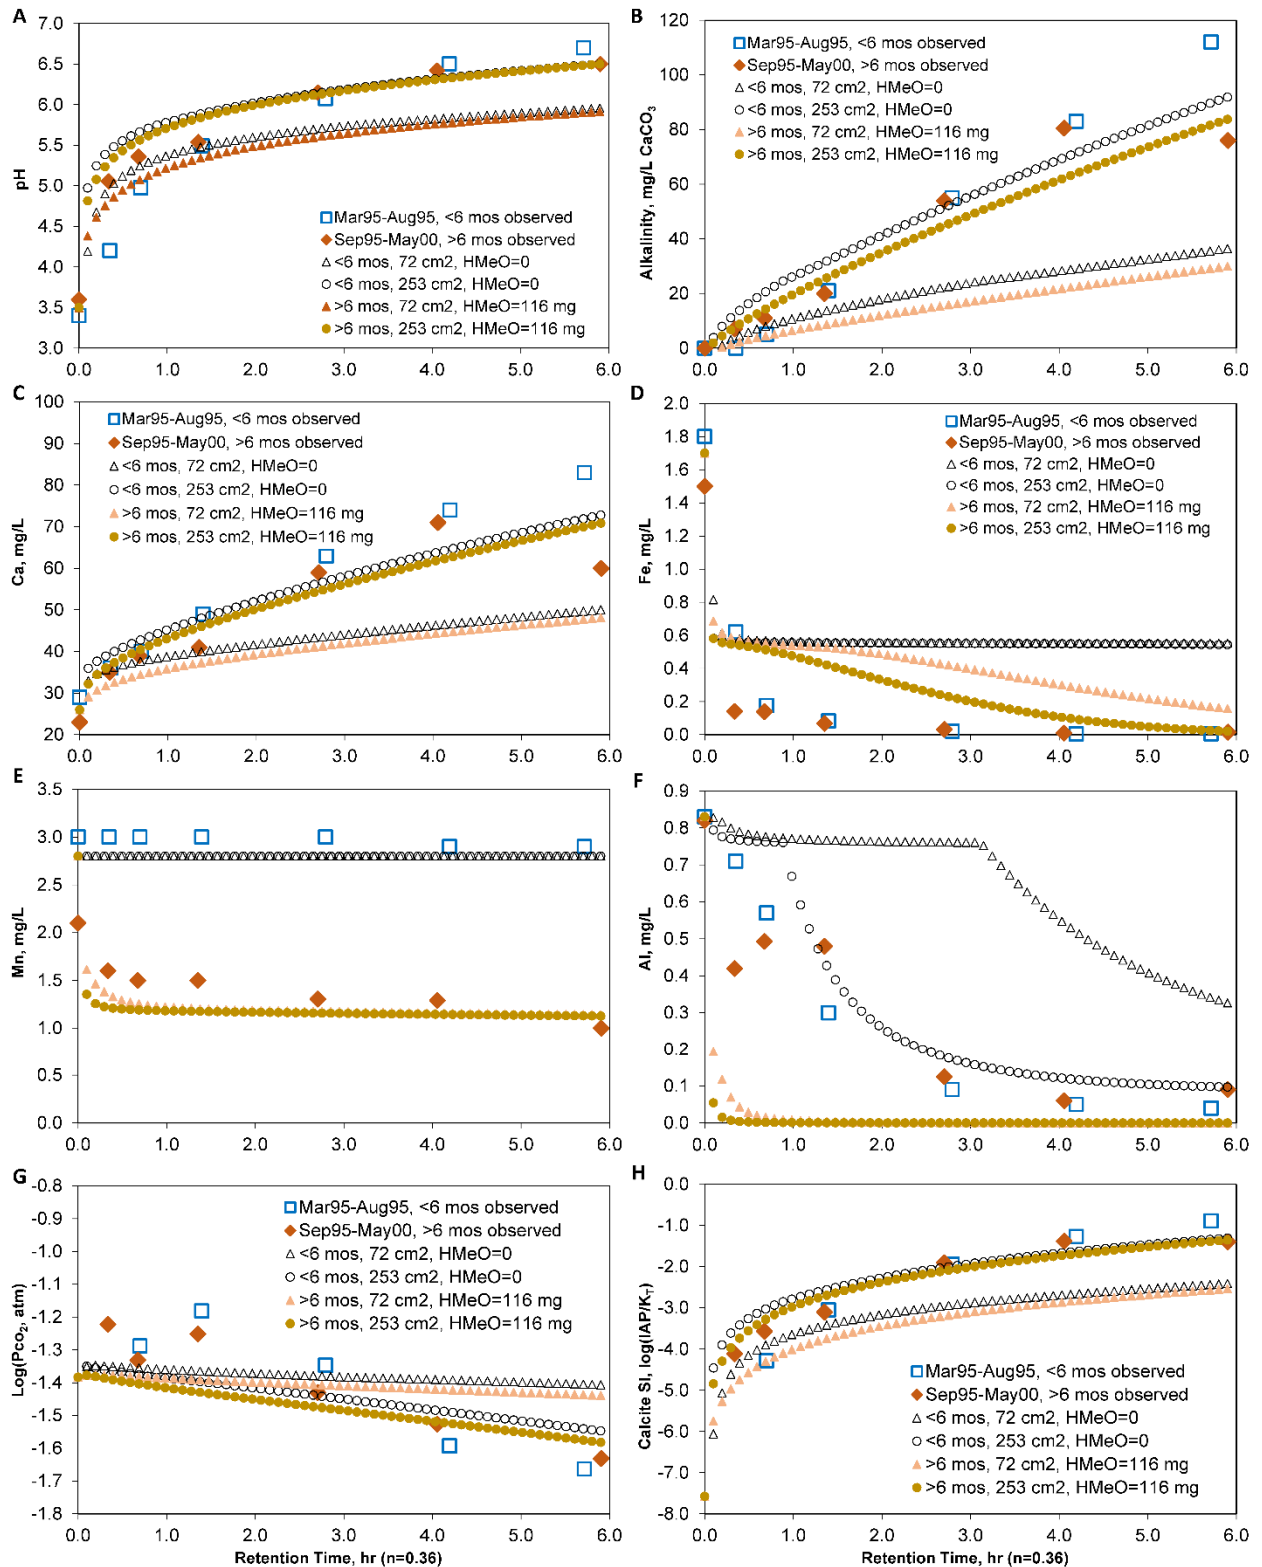 A
pH
7.0
6.5
6.0
5.5
5.0
4.5
4.0
3.5
3.0
Mar95-Aug95, <6 mos observed
Sep95-May00, >6 mos observed
<6 mos, 72 cm2, HMeO=0
<6 mos, 253 cm2, HMeO=0
>6 mos, 72 cm2, HMeO=116 mg
>6 mos, 253 cm2, HMeO=116 mg
0.0 1.0 2.0 3.0 4.0 5.0 6.0
B
Alkalinity, mg/L CaCO3
120
100
80
60
40
20
0
Mar95-Aug95, <6 mos observed
Sep95-May00, >6 mos observed
<6 mos, 72 cm2, HMeO=0
<6 mos, 253 cm2, HMeO=0
>6 mos, 72 cm2, HMeO=116 mg
>6 mos, 253 cm2, HMeO=116 mg
0.0 1.0 2.0 3.0 4.0 5.0 6.0
C
Ca, mg/L
100
90
80
70
60
50
40
30
20
Mar95-Aug95, <6 mos observed
Sep95-May00, >6 mos observed
<6 mos, 72 cm2, HMeO=0
<6 mos, 253 cm2, HMeO=0
>6 mos, 72 cm2, HMeO=116 mg
>6 mos, 253 cm2, HMeO=116 mg
0.0 1.0 2.0 3.0 4.0 5.0 6.0
D
Fe, mg/L
2.0
1.8
1.6
1.4
1.2
1.0
0.8
0.6
0.4
0.2
0.0
Mar95-Aug95, <6 mos observed
Sep95-May00, >6 mos observed
<6 mos, 72 cm2, HMeO=0
<6 mos, 253 cm2, HMeO=0
>6 mos, 72 cm2, HMeO=116 mg
>6 mos, 253 cm2, HMeO=116 mg
0.0 1.0 2.0 3.0 4.0 5.0 6.0
E
Mn, mg/L
3.5
3.0
2.5
2.0
1.5
1.0
0.5
0.0
0.0 1.0 2.0 3.0 4.0 5.0 6.0
F
Al, mg/L
0.9
0.8
0.7
0.6
0.5
0.4
0.3
0.2
0.1
0.0
0.0 1.0 2.0 3.0 4.0 5.0 6.0
G
Log(Pco2, atm)
-0.8
-0.9
-1.0
-1.1
-1.2
-1.3
-1.4
-1.5
-1.6
-1.7
-1.8
Mar95-Aug95, <6 mos observed
Sep95-May00, >6 mos observed
<6 mos, 72 cm2, HMeO=0
<6 mos, 253 cm2, HMeO=0
>6 mos, 72 cm2, HMeO=116 mg
>6 mos, 253 cm2, HMeO=116 mg
0.0 1.0 2.0 3.0 4.0 5.0 6.0
Retention Time, hr (n=0.36)
H
Calcite SI, log(IAP/KT)
0.0
-1.0
-2.0
-3.0
-4.0
-5.0
-6.0
-7.0
-8.0
Mar95-Aug95, <6 mos observed
Sep95-May00, >6 mos observed
<6 mos, 72 cm2, HMeO=0
<6 mos, 253 cm2, HMeO=0
>6 mos, 72 cm2, HMeO=116 mg
>6 mos, 253 cm2, HMeO=116 mg
0.0 1.0 2.0 3.0 4.0 5.0 6.0
Retention Time, hr (n=0.36)